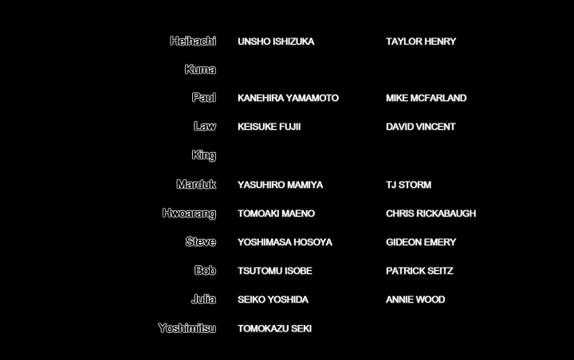 Heihachi UNSHO ISHIZUKA TAYLOR HENRY
Kuma
Paul KANEHIRA YAMAMOTO MIKE MCFARLAND
Law KEISUKE FUJII DAVID VINCENT
King
Marduk YASUHIRO MAMIYA TJ STORM
Hwoarang TOMOAKI MAENO CHRIS RICKABAUGH
Steve YOSHIMASA HOSOYA GIDEON EMERY
Bob TSUTOMU ISOBE PATRICK SEITZ
Julia SEIKO YOSHIDA ANNIE WOOD
Yoshimitsu TOMOKAZU SEKI